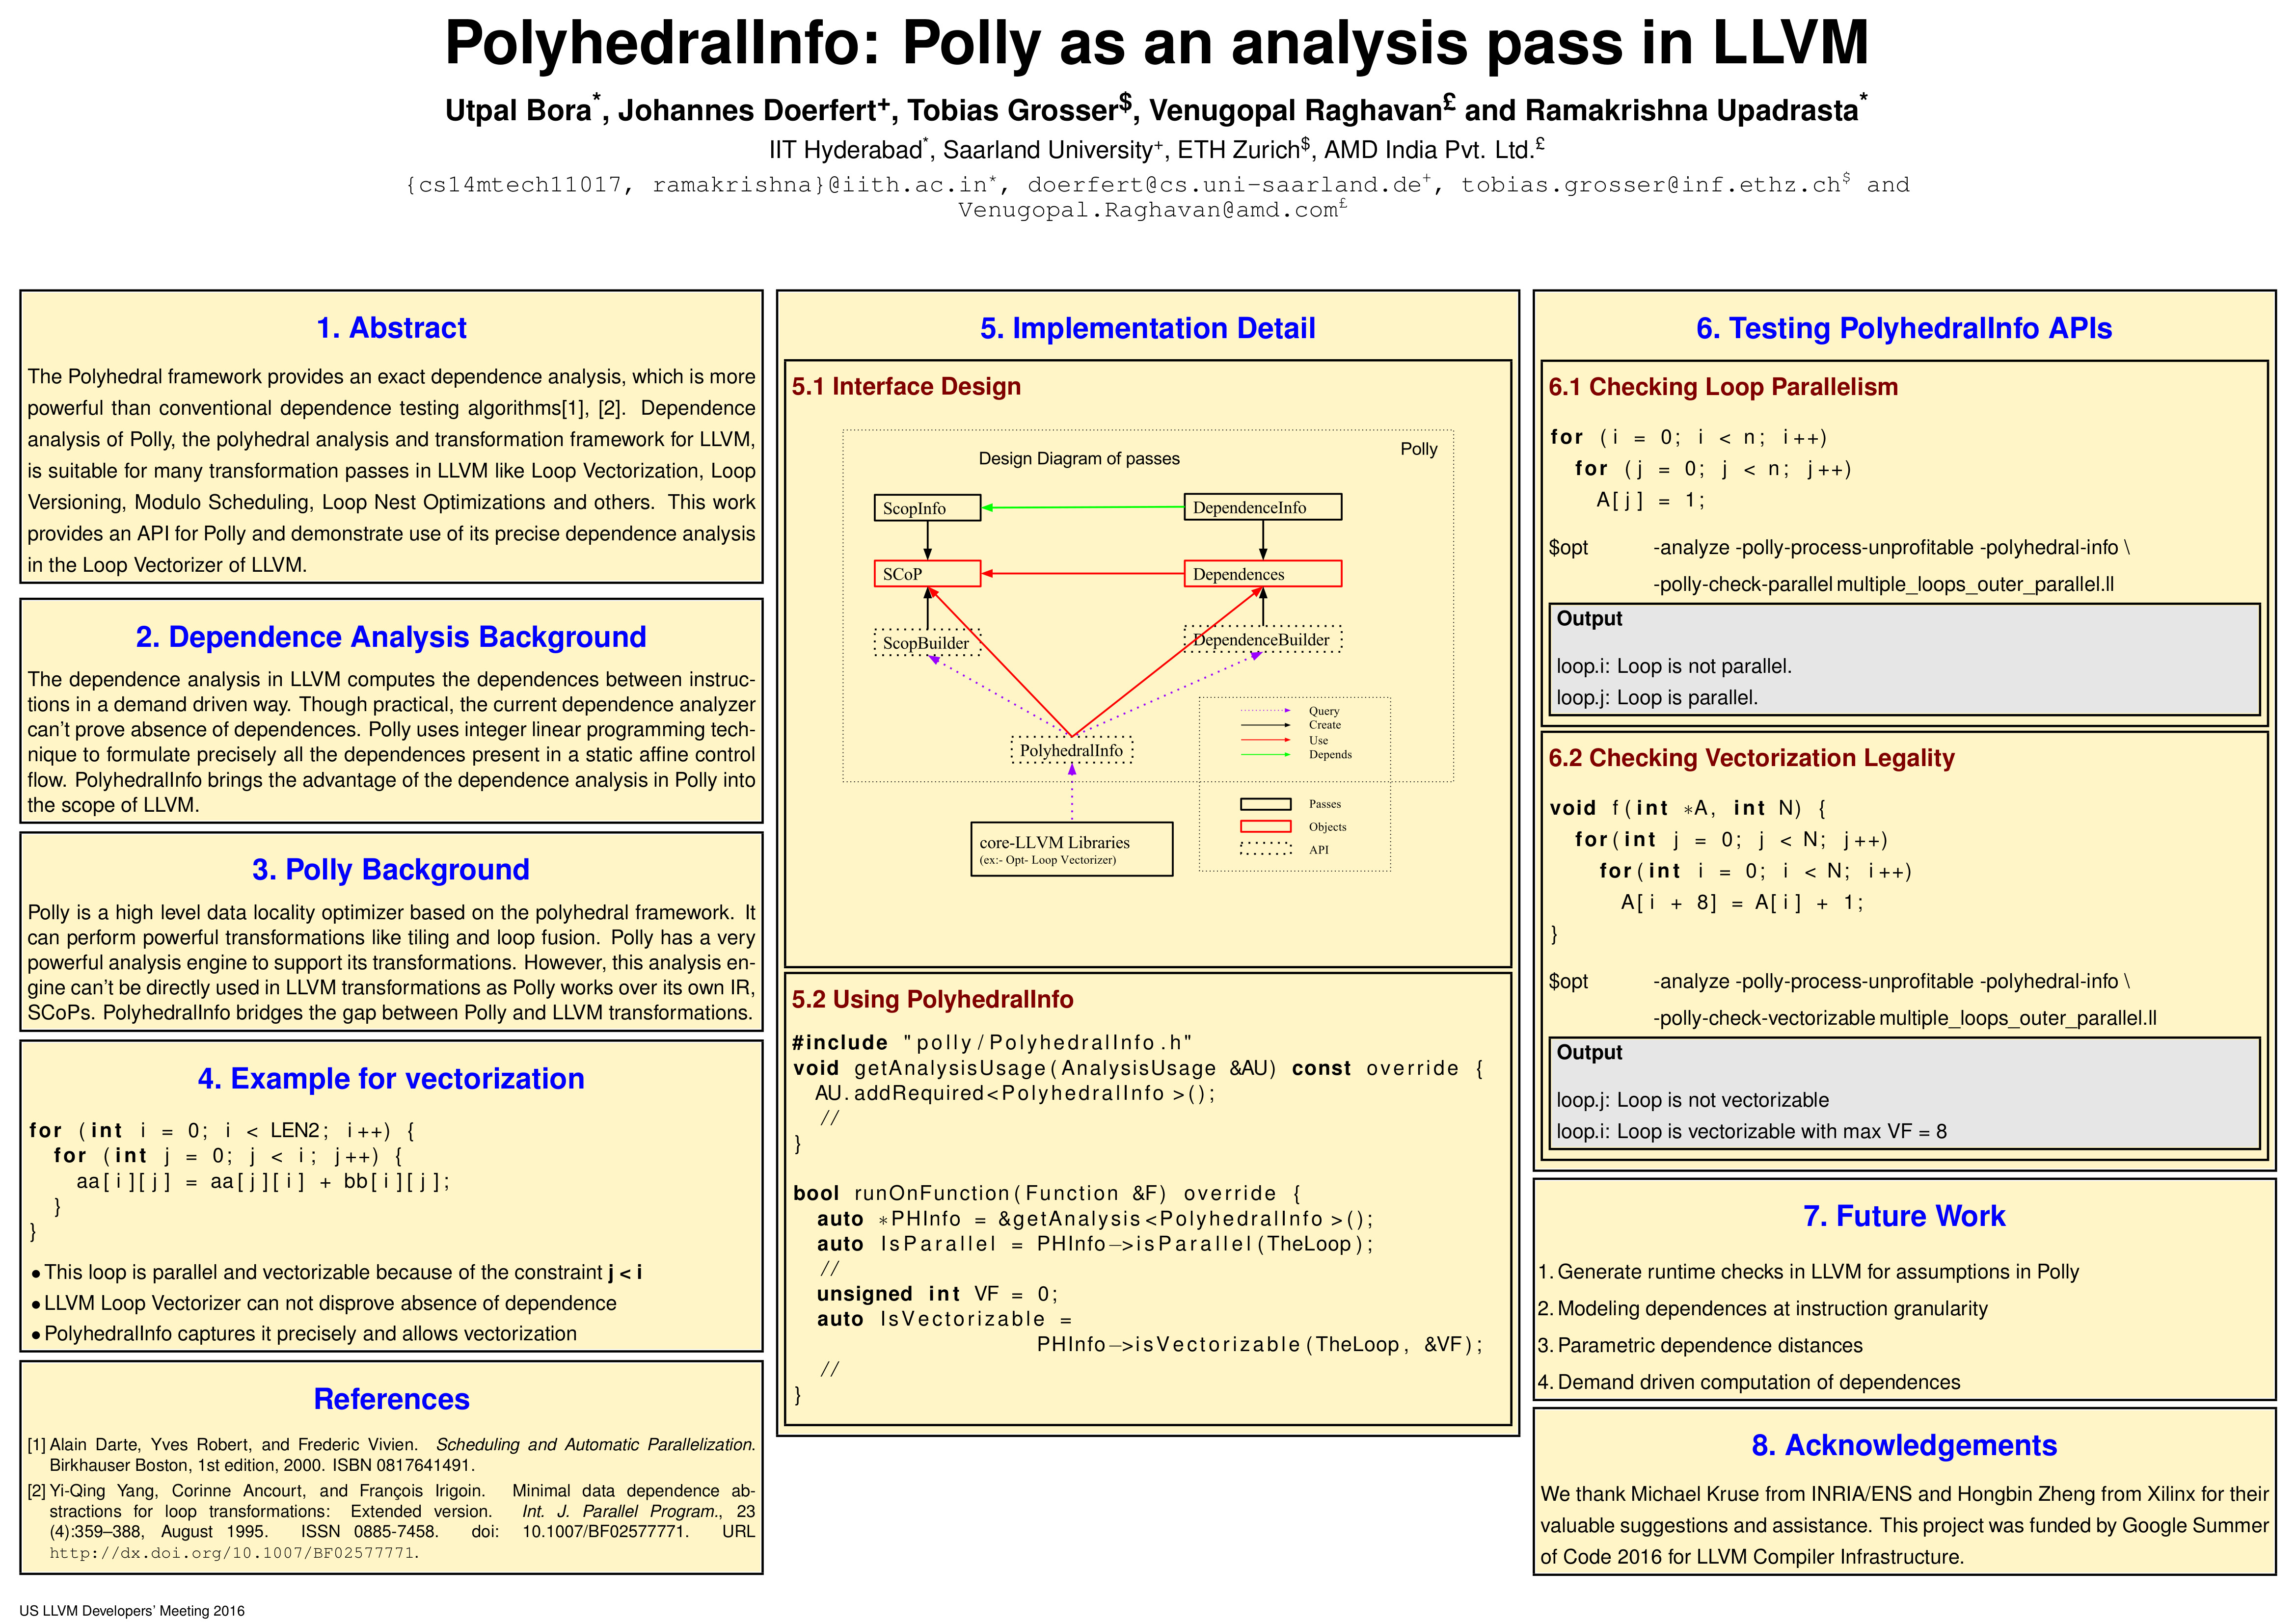 PolyhedralInfo: Polly as an analysis pass in LLVM
Utpal Bora*, Johannes Doerfert+, Tobias Grosser$, Venugopal Raghavan£ and Ramakrishna Upadrasta*
IIT Hyderabad*, Saarland University+, ETH Zurich$, AMD India Pvt. Ltd.£
{cs14mtech11017, ramakrishna}@iith.ac.in*, doerfert@cs.uni-saarland.de+, tobias.grosser@inf.ethz.ch$ and
Venugopal.Raghavan@amd.com£
1. Abstract
The Polyhedral framework provides an exact dependence analysis, which is more
powerful than conventional dependence testing algorithms[1], [2]. Dependence
analysis of Polly, the polyhedral analysis and transformation framework for LLVM,
is suitable for many transformation passes in LLVM like Loop Vectorization, Loop
Versioning, Modulo Scheduling, Loop Nest Optimizations and others. This work
provides an API for Polly and demonstrate use of its precise dependence analysis
in the Loop Vectorizer of LLVM.
2. Dependence Analysis Background
The dependence analysis in LLVM computes the dependences between instruc-
tions in a demand driven way. Though practical, the current dependence analyzer
can't prove absence of dependences. Polly uses integer linear programming tech-
nique to formulate precisely all the dependences present in a static affine control
flow. PolyhedralInfo brings the advantage of the dependence analysis in Polly into
the scope of LLVM.
3. Polly Background
Polly is a high level data locality optimizer based on the polyhedral framework. It
can perform powerful transformations like tiling and loop fusion. Polly has a very
powerful analysis engine to support its transformations. However, this analysis en-
gine can't be directly used in LLVM transformations as Polly works over its own IR,
SCoPs. PolyhedralInfo bridges the gap between Polly and LLVM transformations.
4. Example for vectorization
for (int i = 0; i < LEN2; i++) {
for (int j = 0; j < i; j++) {
aa[i][j] = aa[j][i] + bb[i][j];
}
}
• This loop is parallel and vectorizable because of the constraint j < i
• LLVM Loop Vectorizer can not disprove absence of dependence
• PolyhedralInfo captures it precisely and allows vectorization
References
[1] Alain Darte, Yves Robert, and Frederic Vivien. Scheduling and Automatic Parallelization.
Birkhauser Boston, 1st edition, 2000. ISBN 0817641491.
[2] Yi-Qing Yang, Corinne Ancourt, and François Irigoin. Minimal data dependence ab-
stractions for loop transformations: Extended version. Int. J. Parallel Program., 23
(4):359–388, August 1995. ISSN 0885-7458. doi: 10.1007/BF02577771. URL
http://dx.doi.org/10.1007/BF02577771.
5. Implementation Detail
5.1 Interface Design
Polly
Design Diagram of passes
ScopInfo
DependenceInfo
SCoP
Dependences
ScopBuilder
DependenceBuilder
PolyhedralInfo
Query
Create
Use
Depends
Passes
Objects
API
core-LLVM Libraries
(ex:- Opt- Loop Vectorizer)
5.2 Using PolyhedralInfo
#include "polly/PolyhedralInfo.h"
void getAnalysisUsage(AnalysisUsage &AU) const override {
AU.addRequired<PolyhedralInfo>();
//
}
bool runOnFunction(Function &F) override {
auto *PHInfo = &getAnalysis<PolyhedralInfo>();
auto IsParallel = PHInfo->isParallel(TheLoop);
//
unsigned int VF = 0;
auto IsVectorizable =
PHInfo->isVectorizable(TheLoop, &VF);
//
}
6. Testing PolyhedralInfo APIs
6.1 Checking Loop Parallelism
for (i = 0; i < n; i++)
for (j = 0; j < n; j++)
A[j] = 1;
$opt -analyze -polly-process-unprofitable -polyhedral-info \
-polly-check-parallel multiple_loops_outer_parallel.ll
Output
loop.i: Loop is not parallel.
loop.j: Loop is parallel.
6.2 Checking Vectorization Legality
void f(int *A, int N) {
for(int j = 0; j < N; j++)
for(int i = 0; i < N; i++)
A[i + 8] = A[i] + 1;
}
$opt -analyze -polly-process-unprofitable -polyhedral-info \
-polly-check-vectorizable multiple_loops_outer_parallel.ll
Output
loop.j: Loop is not vectorizable
loop.i: Loop is vectorizable with max VF = 8
7. Future Work
1. Generate runtime checks in LLVM for assumptions in Polly
2. Modeling dependences at instruction granularity
3. Parametric dependence distances
4. Demand driven computation of dependences
8. Acknowledgements
We thank Michael Kruse from INRIA/ENS and Hongbin Zheng from Xilinx for their
valuable suggestions and assistance. This project was funded by Google Summer
of Code 2016 for LLVM Compiler Infrastructure.
US LLVM Developers' Meeting 2016